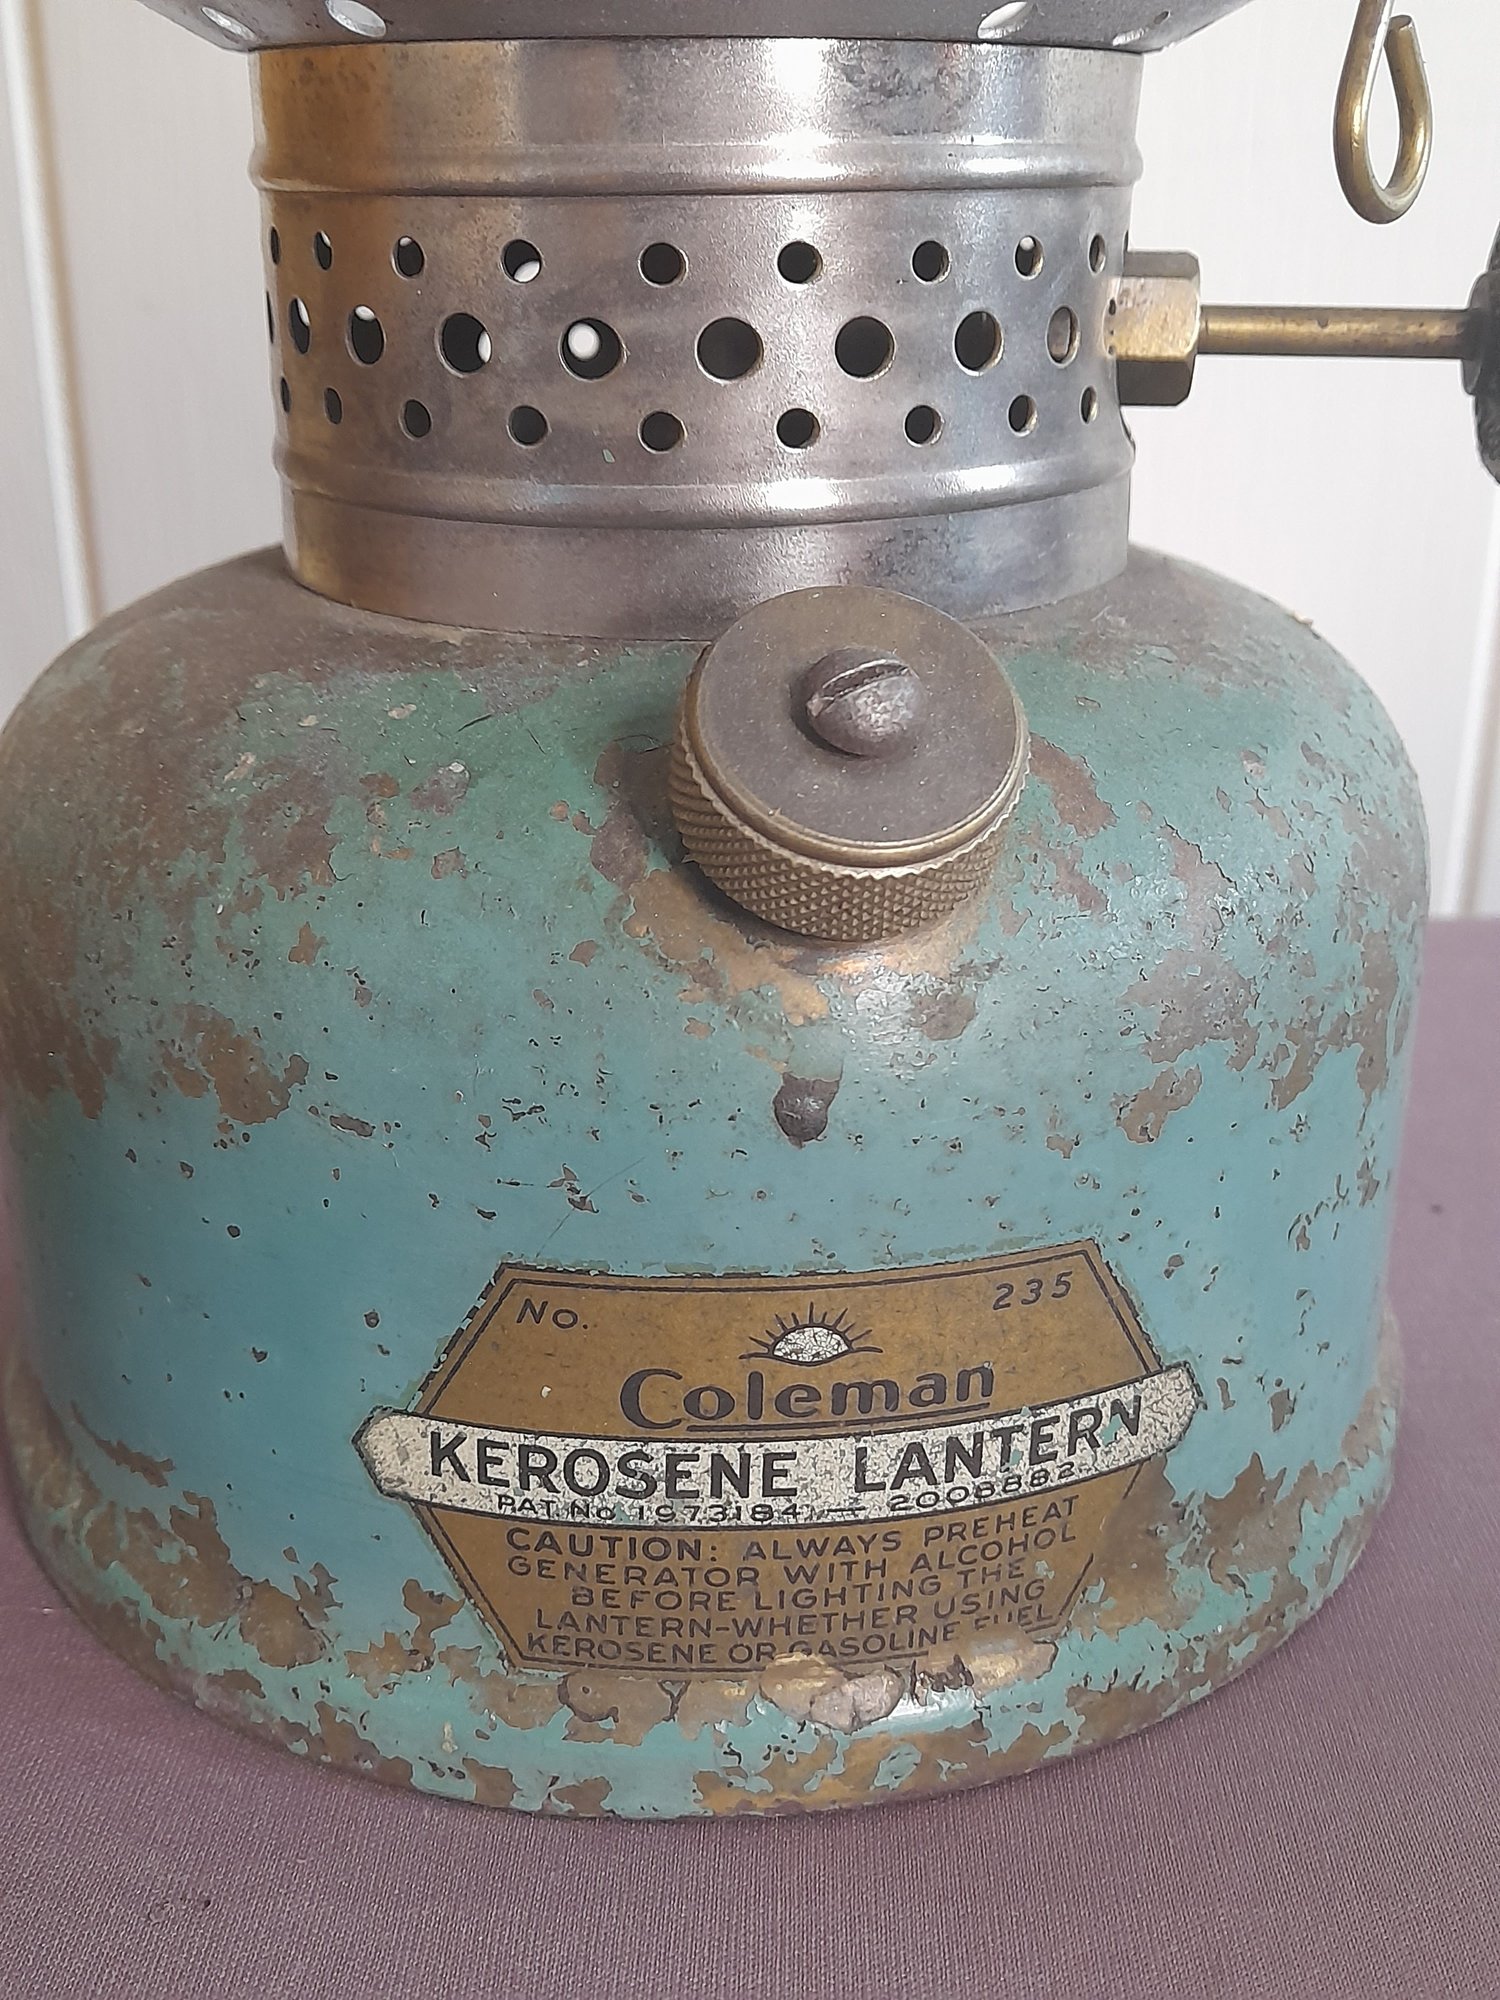 No. 235
Coleman
KEROSENE LANTERN
PAT. No 1973184 — 2008882
CAUTION: ALWAYS PREHEAT
GENERATOR WITH ALCOHOL
BEFORE LIGHTING THE
LANTERN-WHETHER USING
KEROSENE OR GASOLINE FUEL